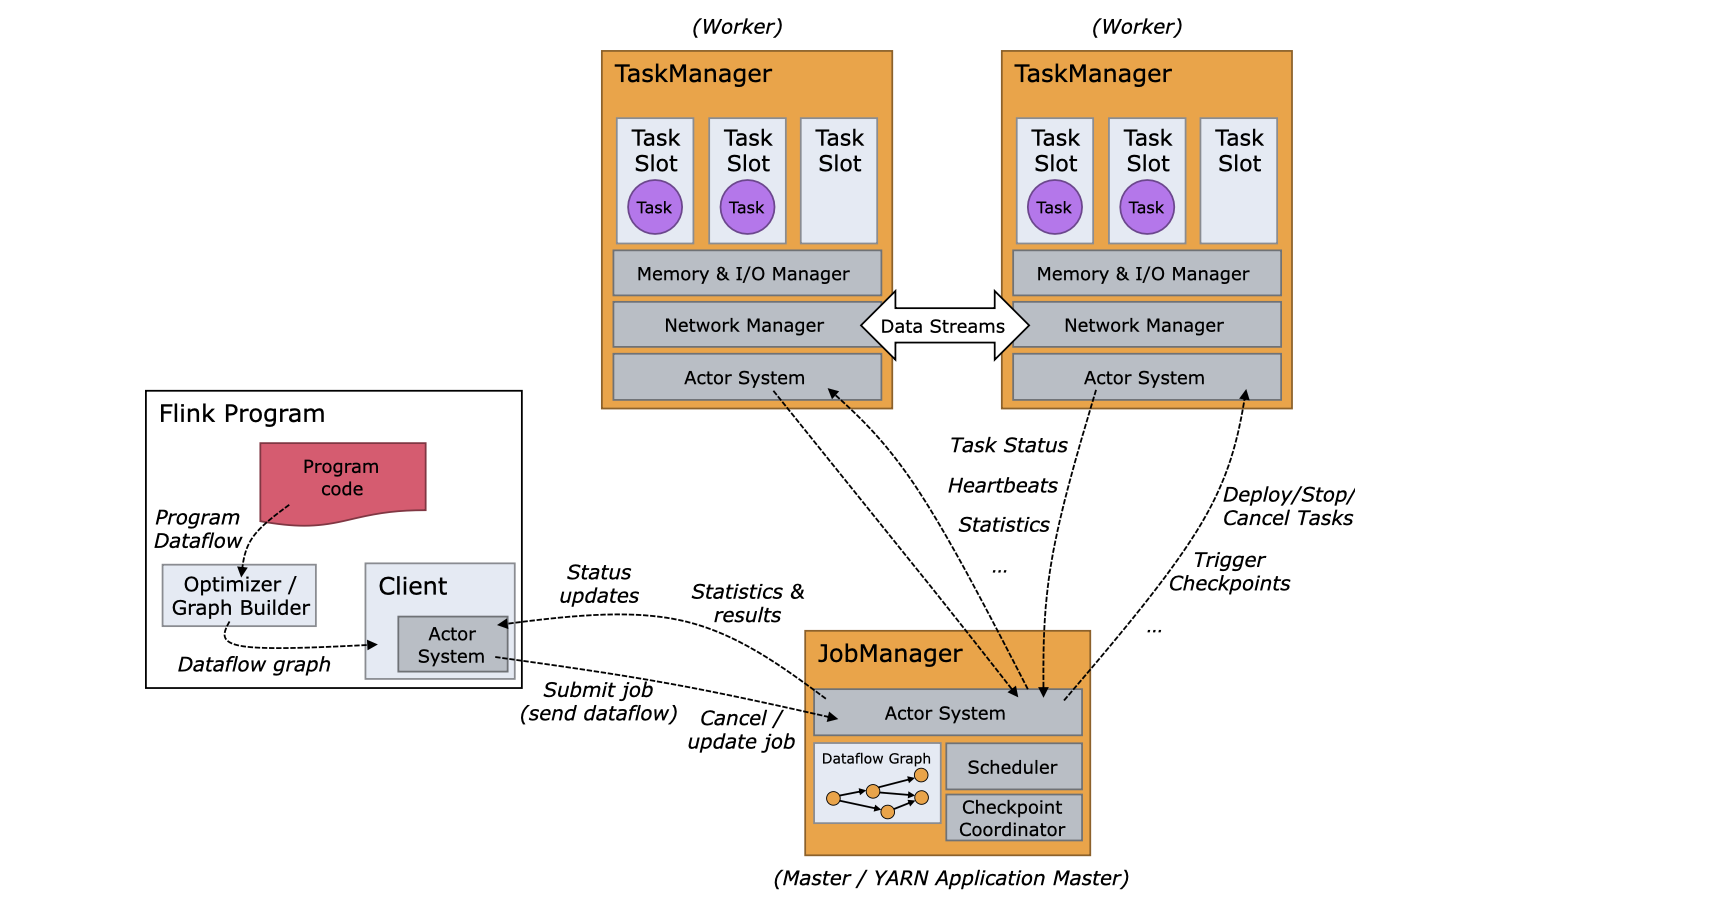 (Worker)
(Worker)
TaskManager
Task
Slot
Task
Task
Slot
Task
Task
Slot
Memory & I/O Manager
Network Manager
Actor System
TaskManager
Task
Slot
Task
Task
Slot
Task
Task
Slot
Memory & I/O Manager
Network Manager
Actor System
Data Streams
Flink Program
Program
code
Program
Dataflow
Optimizer /
Graph Builder
Dataflow graph
Client
Actor
System
Status
updates
Statistics &
results
Submit job
(send dataflow)
Cancel /
update job
Task Status
Heartbeats
Statistics
...
Deploy/Stop/
Cancel Tasks
Trigger
Checkpoints
...
JobManager
Actor System
Dataflow Graph
Scheduler
Checkpoint
Coordinator
(Master / YARN Application Master)